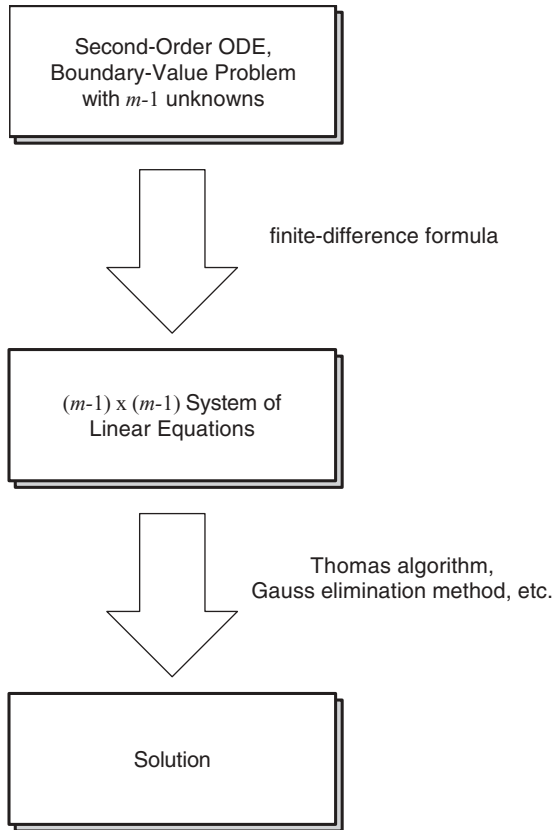 Second-Order ODE,
Boundary-Value Problem
with m-1 unknowns
finite-difference formula
(m-1) x (m-1) System of
Linear Equations
Thomas algorithm,
Gauss elimination method, etc.
Solution